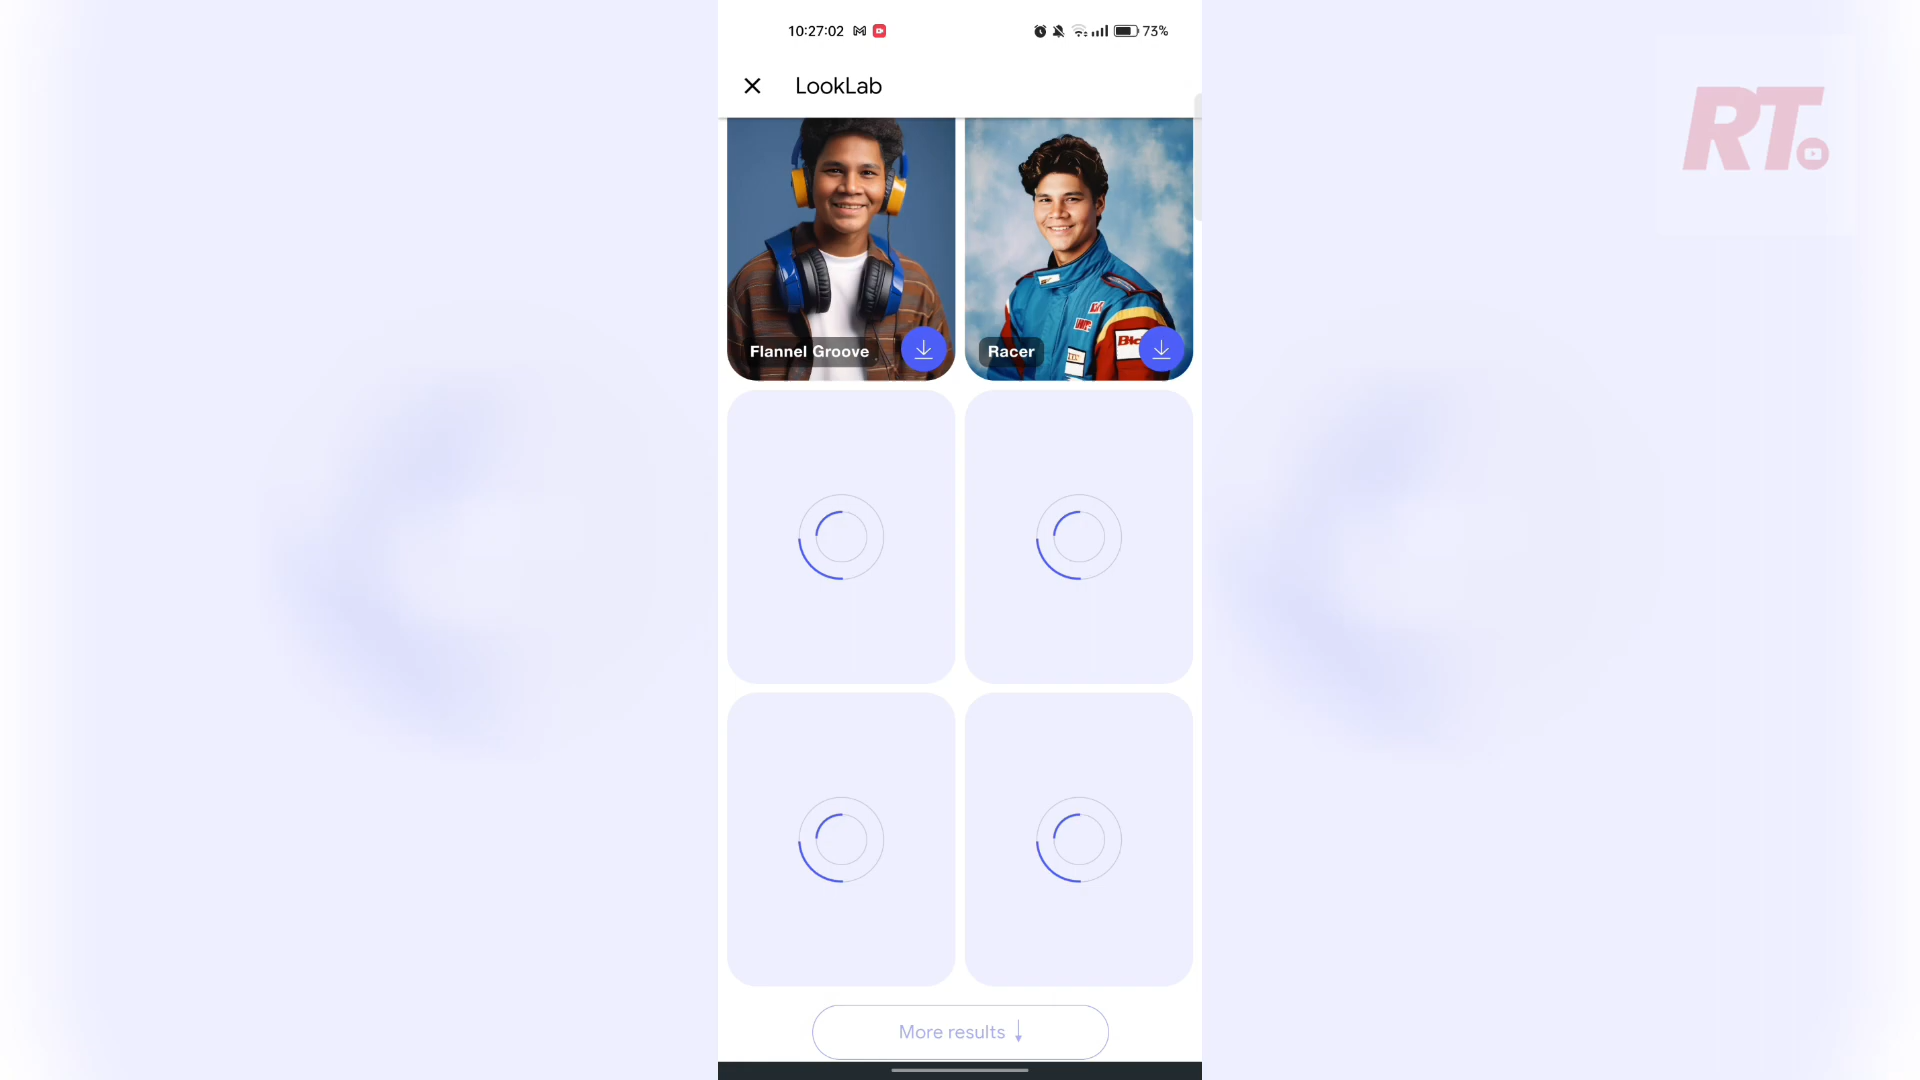 10:27:02
73%
LookLab
RT
Flannel Groove
Racer
More results